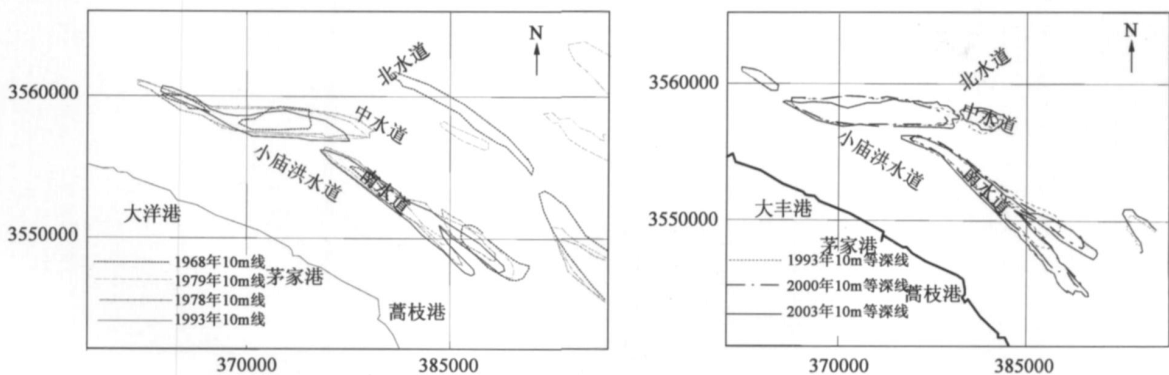 N
北水道
3560000
中水道
小庙洪水道
南水道
大洋港
3550000
1968年10m线
1979年10m线
茅家港
1978年10m线
1993年10m线
蒿枝港
370000
385000
N
北水道
3560000
中水道
小庙洪水道
南水道
大丰港
3550000
茅家港
1993年10m等深线
2000年10m等深线
蒿枝港
2003年10m等深线
370000
385000